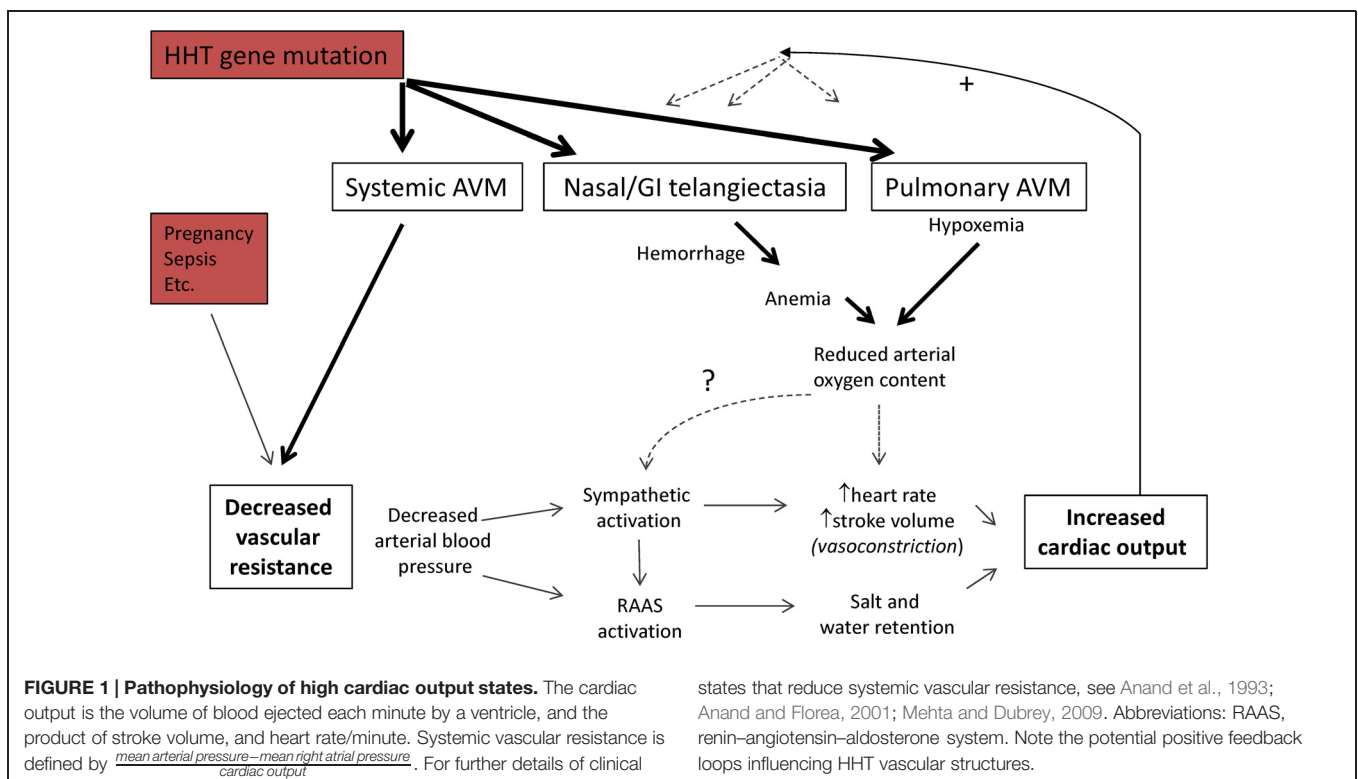 HHT gene mutation
+
Systemic AVM
Nasal/GI telangiectasia
Pulmonary AVM
Pregnancy
Sepsis
Etc.
Hypoxemia
Hemorrhage
Anemia
Reduced arterial
oxygen content
?
Decreased
vascular
resistance
Decreased
arterial blood
pressure
Sympathetic
activation
↑heart rate
↑stroke volume
(vasoconstriction)
Increased
cardiac output
RAAS
activation
Salt and
water retention
FIGURE 1 | Pathophysiology of high cardiac output states. The cardiac
output is the volume of blood ejected each minute by a ventricle, and the
product of stroke volume, and heart rate/minute. Systemic vascular resistance is
defined by mean arterial pressure−mean right atrial pressure / cardiac output. For further details of clinical
states that reduce systemic vascular resistance, see Anand et al., 1993;
Anand and Florea, 2001; Mehta and Dubrey, 2009. Abbreviations: RAAS,
renin–angiotensin–aldosterone system. Note the potential positive feedback
loops influencing HHT vascular structures.